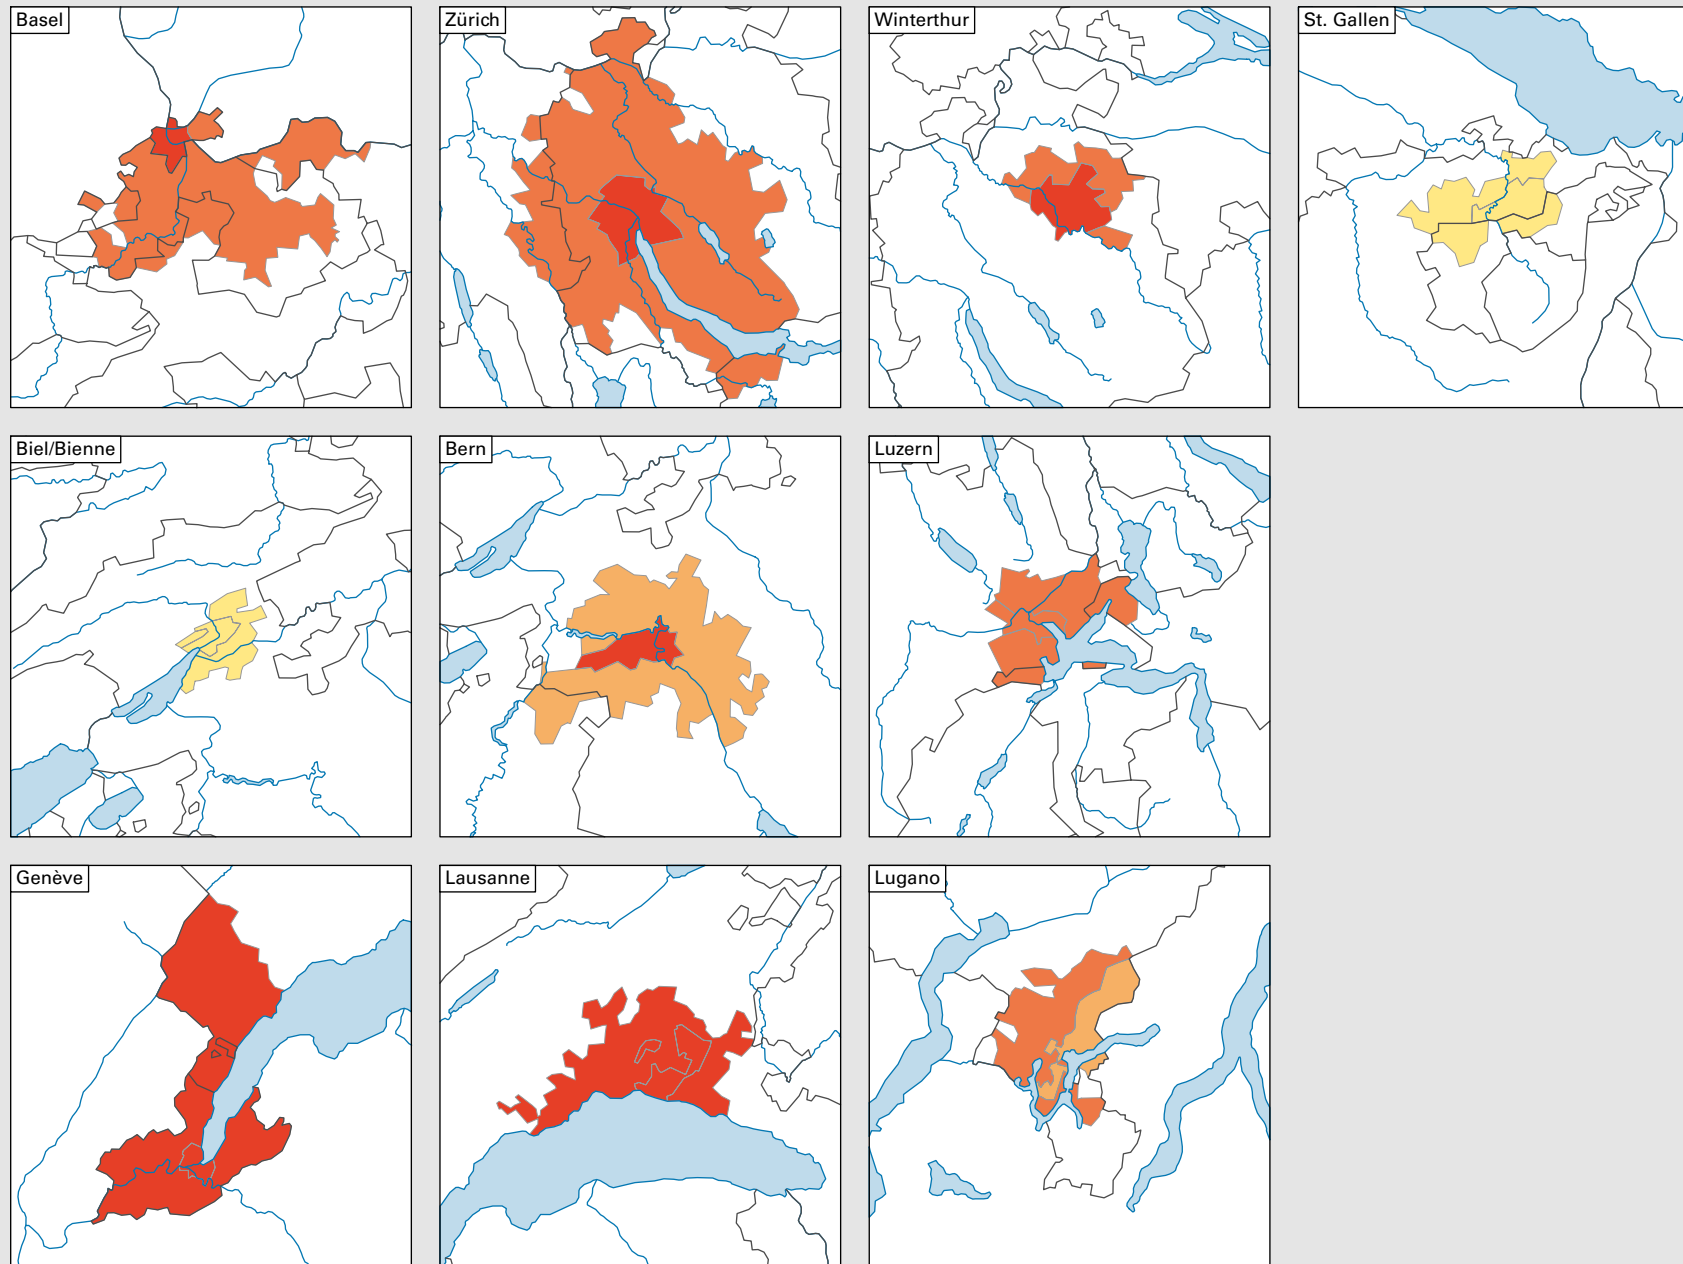 Basel
Zürich
Winterthur
St. Gallen
Biel/Bienne
Bern
Luzern
Genève
Lausanne
Lugano